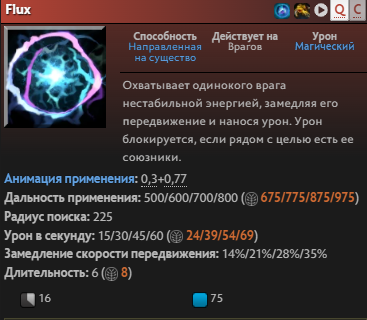 Flux
Q C
Способность Действует на Урон
Направленная на существо Врагов Магический
Охватывает одинокого врага
нестабильной энергией, замедляя его
передвижение и нанося урон. Урон
блокируется, если рядом с целью есть ее
союзники.
Анимация применения: 0,3+0,77
Дальность применения: 500/600/700/800 (675/775/875/975)
Радиус поиска: 225
Урон в секунду: 15/30/45/60 (24/39/54/69)
Замедление скорости передвижения: 14%/21%/28%/35%
Длительность: 6 (8)
16 75